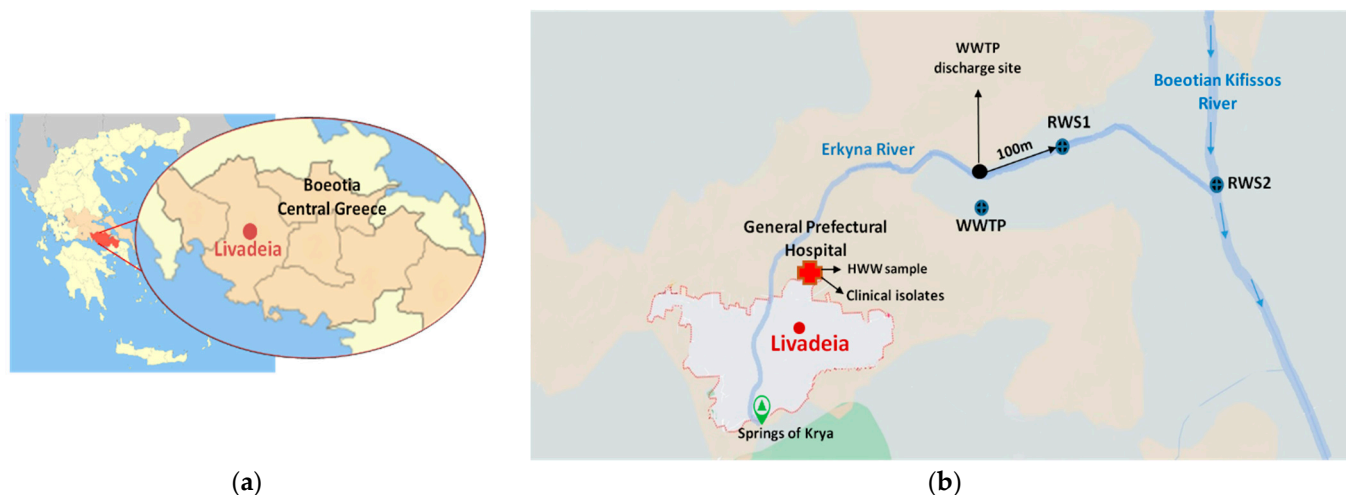 Boeotia
Central Greece
Livadeia
2
(a)
WWTP
discharge site
Boeotian Kifissos
River
RWS1
100m
Erkyna River
RWS2
WWTP
General Prefectural
Hospital
HWW sample
Clinical isolates
Livadeia
Springs of Krya
(b)